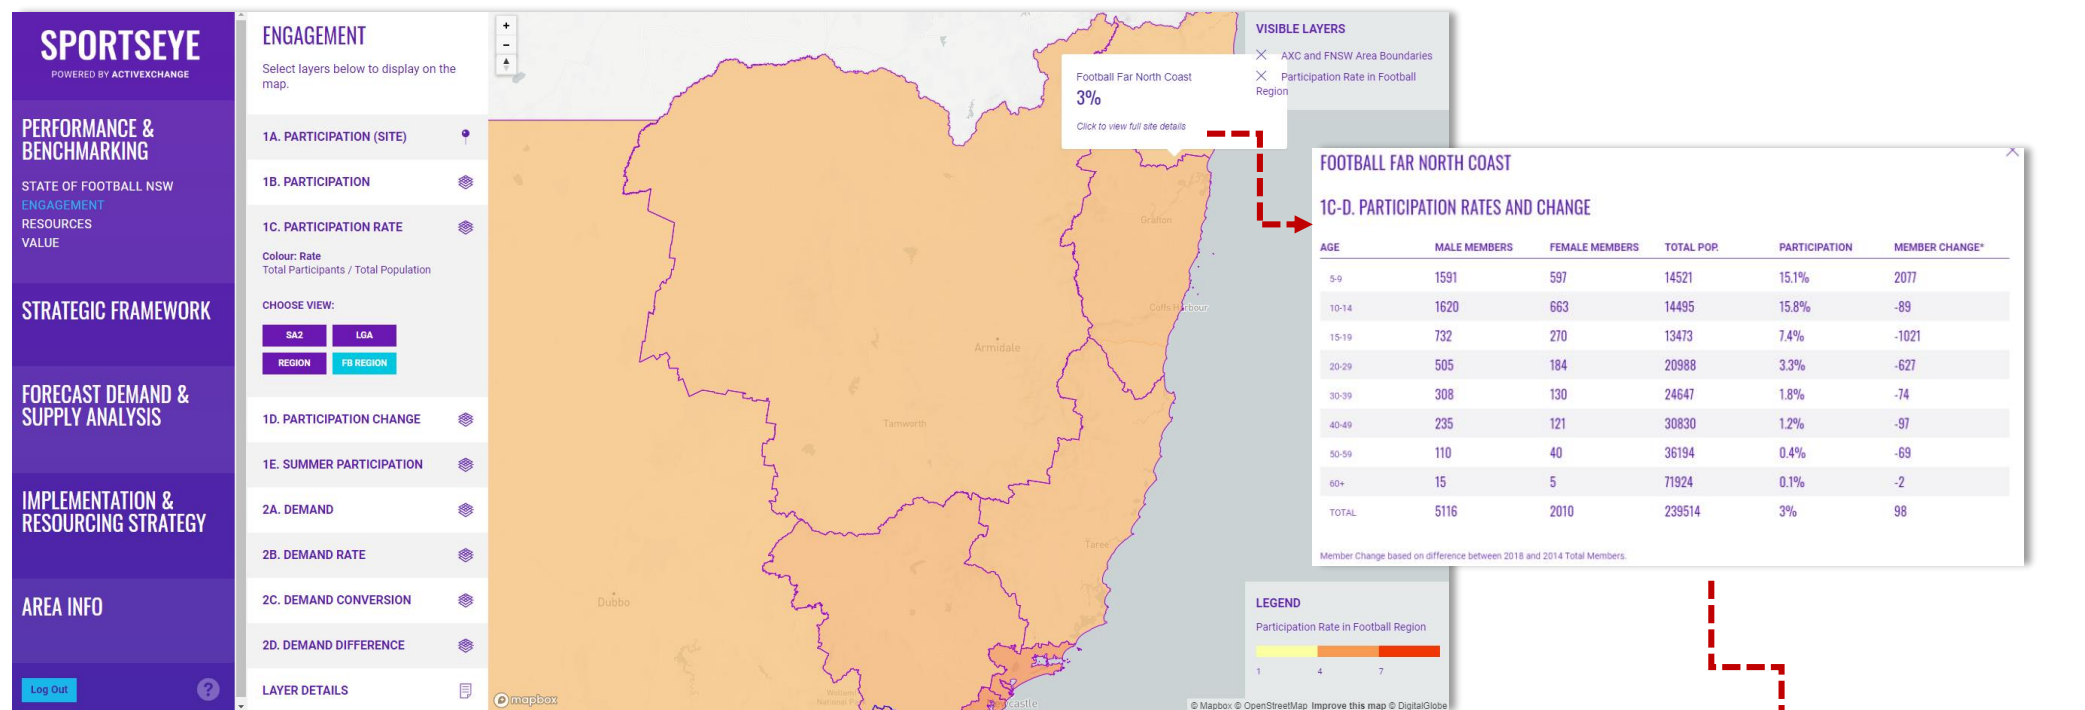 SPORTSEYE
POWERED BY ACTIVEXCHANGE
PERFORMANCE &
BENCHMARKING
STATE OF FOOTBALL NSW
ENGAGEMENT
RESOURCES
VALUE
STRATEGIC FRAMEWORK
FORECAST DEMAND &
SUPPLY ANALYSIS
IMPLEMENTATION &
RESOURCING STRATEGY
AREA INFO
Log Out
?
ENGAGEMENT
Select layers below to display on the
map.
1A. PARTICIPATION (SITE)
1B. PARTICIPATION
1C. PARTICIPATION RATE
Colour: Rate
Total Participants / Total Population
CHOOSE VIEW:
SA2 LGA
REGION FB REGION
1D. PARTICIPATION CHANGE
1E. SUMMER PARTICIPATION
2A. DEMAND
2B. DEMAND RATE
2C. DEMAND CONVERSION
2D. DEMAND DIFFERENCE
LAYER DETAILS
+
-
Football Far North Coast
3%
Click to view full site details
Grafton
Coffs Harbour
Armidale
Tamworth
Taree
Dubbo
mapbox
VISIBLE LAYERS
AXC and FNSW Area Boundaries
Participation Rate in Football
Region
LEGEND
Participation Rate in Football Region
1 4 7
© Mapbox © OpenStreetMap Improve this map © DigitalGlobe
FOOTBALL FAR NORTH COAST
1C-D. PARTICIPATION RATES AND CHANGE
AGE MALE MEMBERS FEMALE MEMBERS TOTAL POP. PARTICIPATION MEMBER CHANGE*
5-9 1591 597 14521 15.1% 2077
10-14 1620 663 14495 15.8% -89
15-19 732 270 13473 7.4% -1021
20-29 505 184 20988 3.3% -627
30-39 308 130 24647 1.8% -74
40-49 235 121 30830 1.2% -97
50-59 110 40 36194 0.4% -69
60+ 15 5 71924 0.1% -2
TOTAL 5116 2010 239514 3% 98
Member Change based on difference between 2018 and 2014 Total Members.